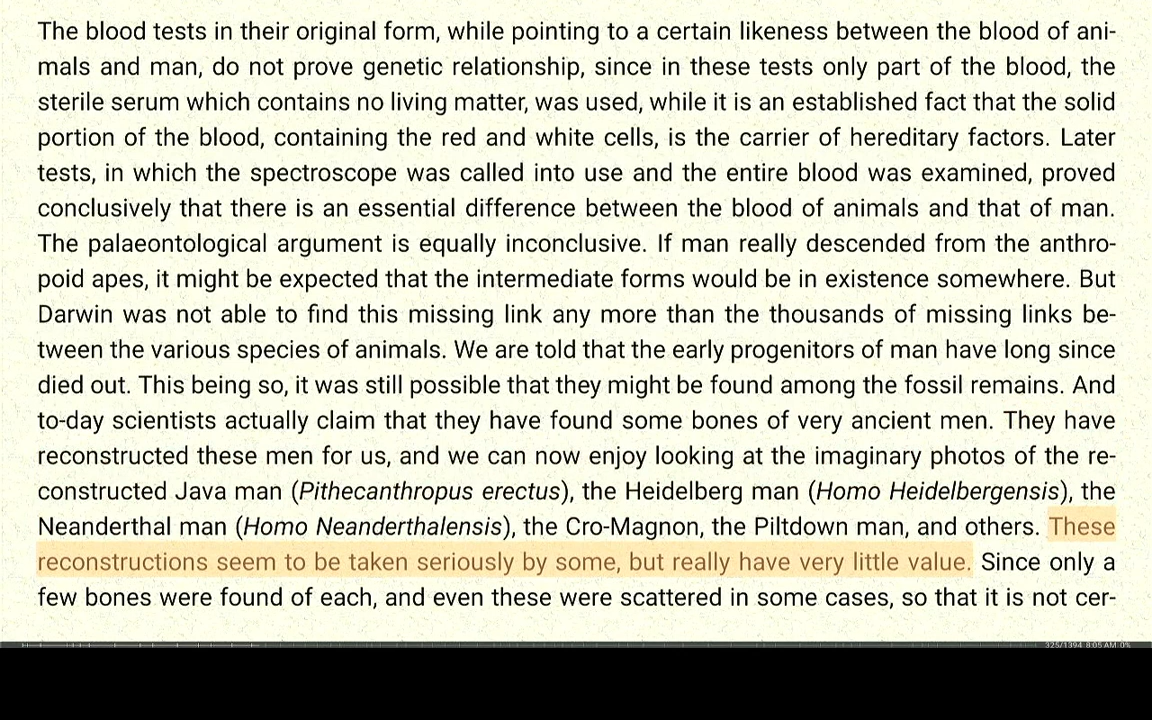 The blood tests in their original form, while pointing to a certain likeness between the blood of ani-
mals and man, do not prove genetic relationship, since in these tests only part of the blood, the
sterile serum which contains no living matter, was used, while it is an established fact that the solid
portion of the blood, containing the red and white cells, is the carrier of hereditary factors. Later
tests, in which the spectroscope was called into use and the entire blood was examined, proved
conclusively that there is an essential difference between the blood of animals and that of man.
The palaeontological argument is equally inconclusive. If man really descended from the anthro-
poid apes, it might be expected that the intermediate forms would be in existence somewhere. But
Darwin was not able to find this missing link any more than the thousands of missing links be-
tween the various species of animals. We are told that the early progenitors of man have long since
died out. This being so, it was still possible that they might be found among the fossil remains. And
to-day scientists actually claim that they have found some bones of very ancient men. They have
reconstructed these men for us, and we can now enjoy looking at the imaginary photos of the re-
constructed Java man (Pithecanthropus erectus), the Heidelberg man (Homo Heidelbergensis), the
Neanderthal man (Homo Neanderthalensis), the Cro-Magnon, the Piltdown man, and others. These
reconstructions seem to be taken seriously by some, but really have very little value. Since only a
few bones were found of each, and even these were scattered in some cases, so that it is not cer-
325/1394 8:05 AM 0%